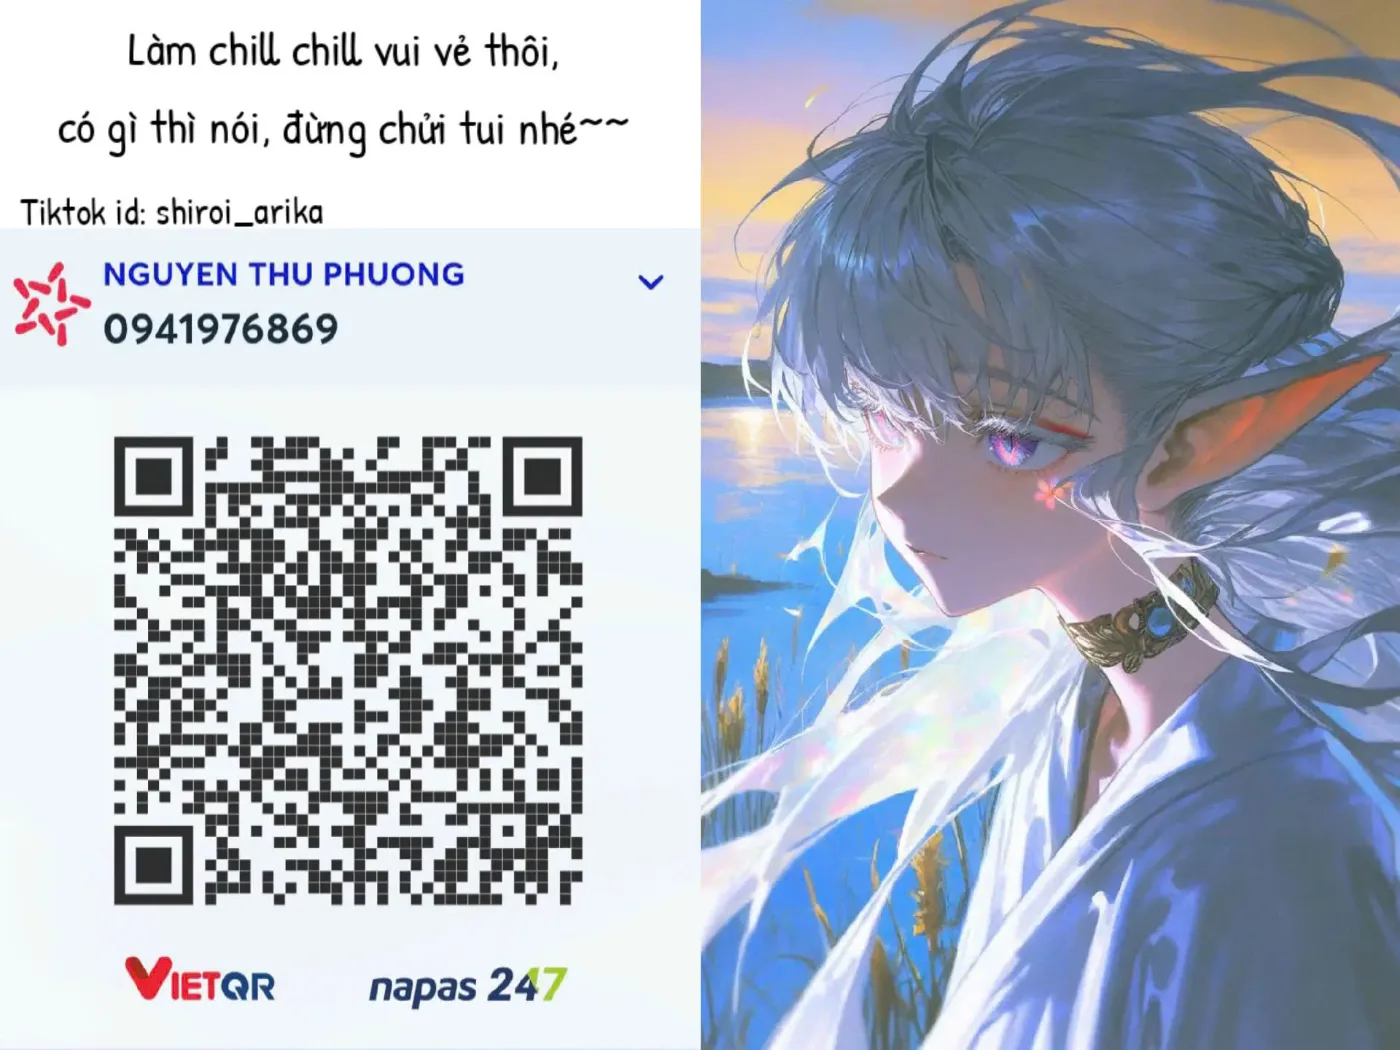 Làm chill chill vui vẻ thôi,
có gì thì nói, đừng chửi tui nhé~~
Tiktok id: shiroi_arika
NGUYEN THU PHUONG
0941976869
VIETQR
napas 247